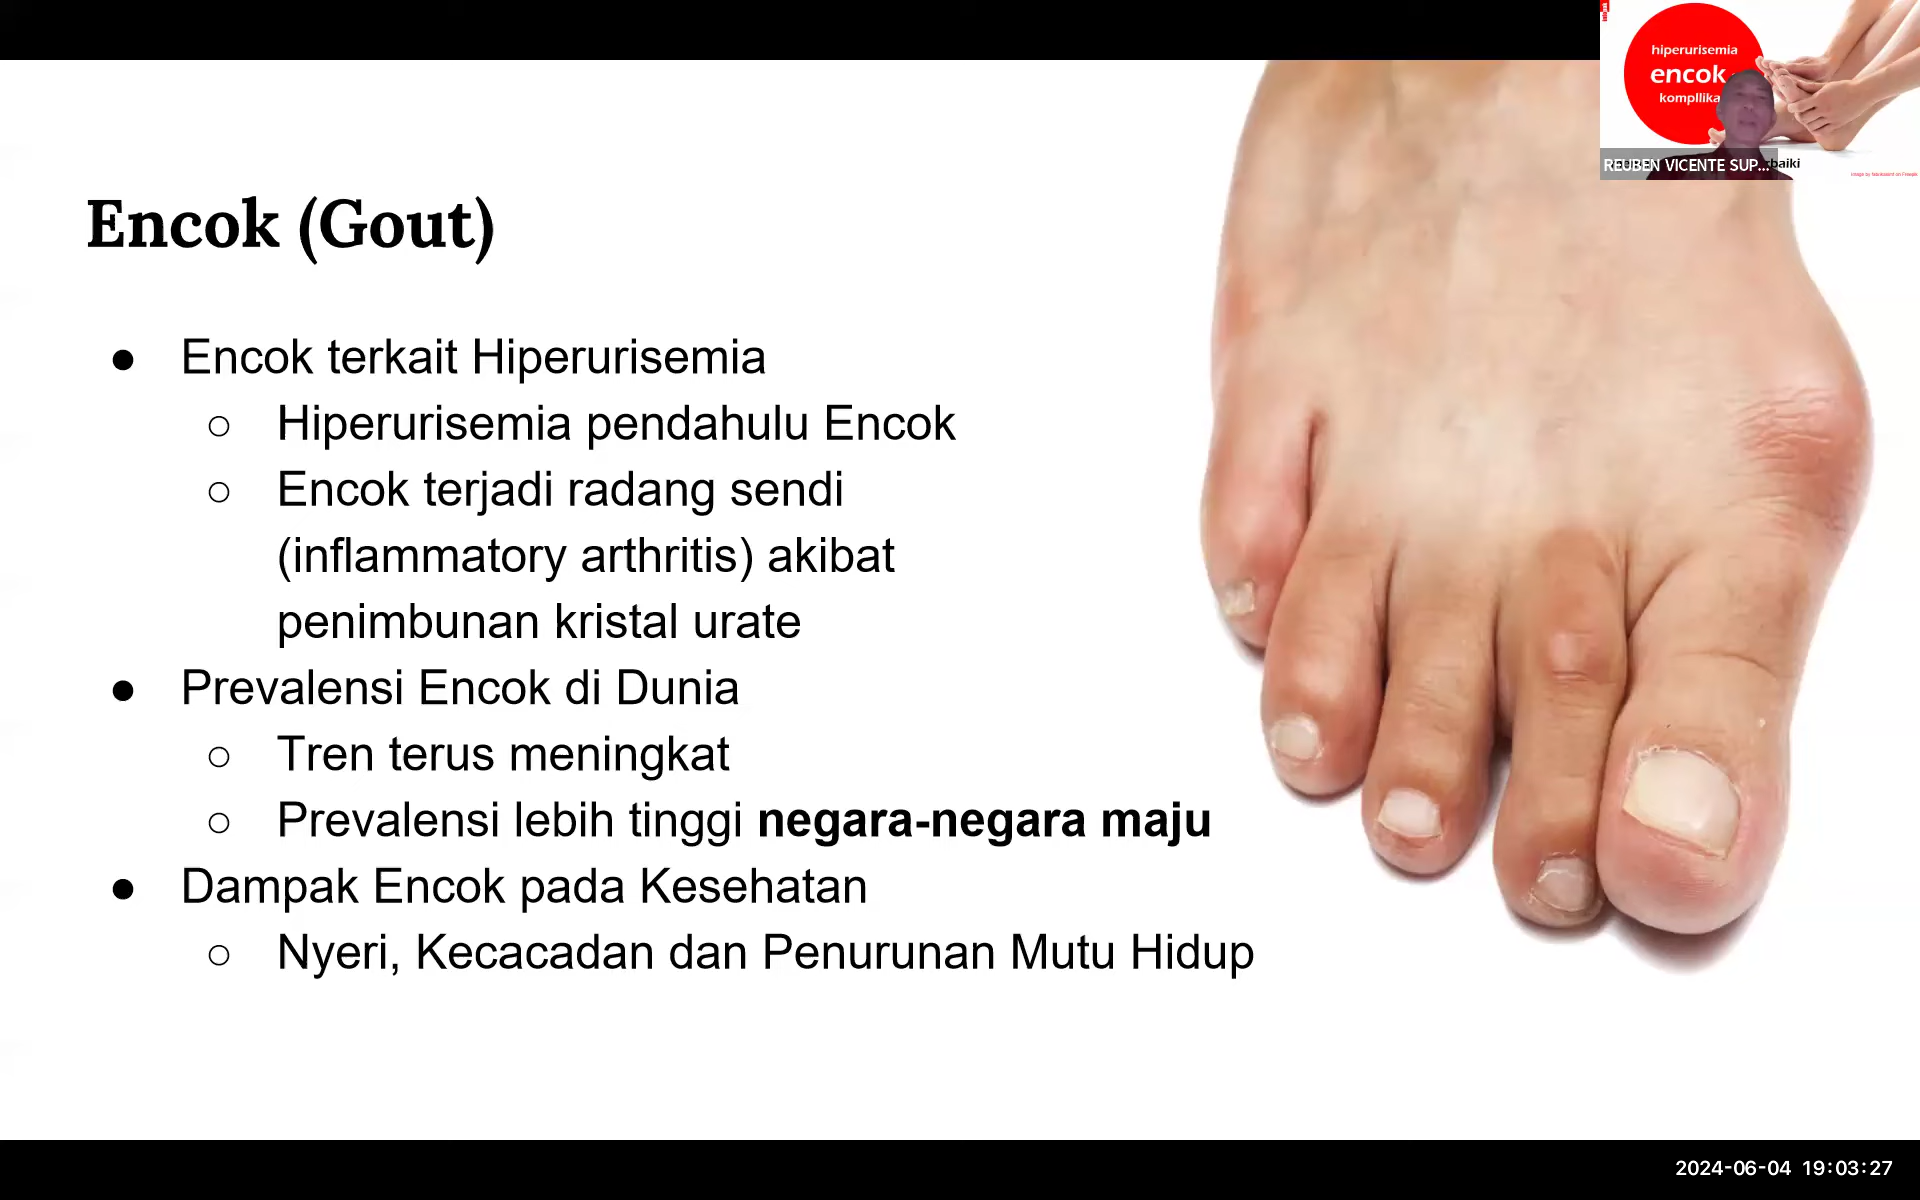 hiperurisemia
encok
kompllika
REUBEN VICENTE SUP...
baiki
Encok (Gout)
● Encok terkait Hiperurisemia
○ Hiperurisemia pendahulu Encok
○ Encok terjadi radang sendi
(inflammatory arthritis) akibat
penimbunan kristal urate
● Prevalensi Encok di Dunia
○ Tren terus meningkat
○ Prevalensi lebih tinggi negara-negara maju
● Dampak Encok pada Kesehatan
○ Nyeri, Kecacadan dan Penurunan Mutu Hidup
2024-06-04 19:03:27